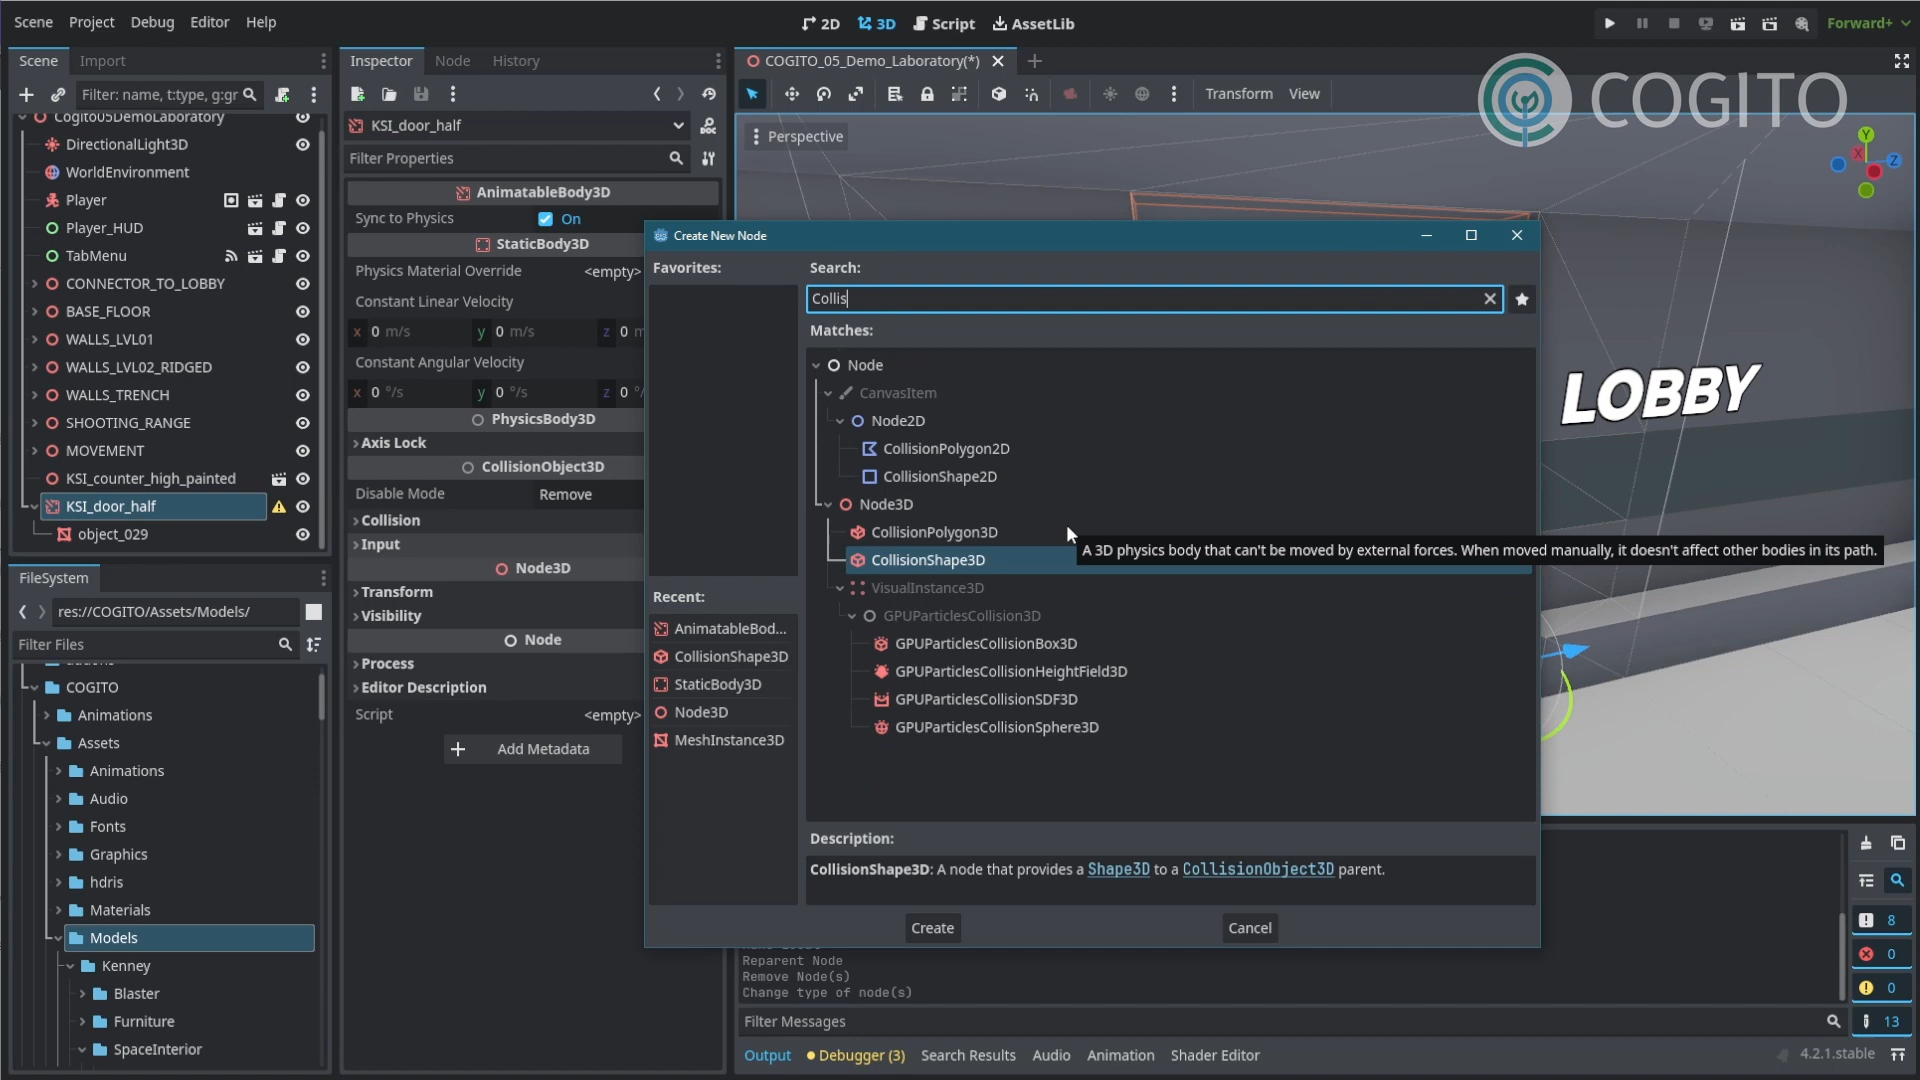 Scene Project Debug Editor Help
2D 3D Script AssetLib
Forward+
Scene Import
Filter: name, t:type, g:gr
Cogito05DemoLaboratory
DirectionalLight3D
WorldEnvironment
Player
Player_HUD
TabMenu
CONNECTOR_TO_LOBBY
BASE_FLOOR
WALLS_LVL01
WALLS_LVL02_RIDGED
WALLS_TRENCH
SHOOTING_RANGE
MOVEMENT
KSI_counter_high_painted
KSI_door_half
object_029
FileSystem
res://COGITO/Assets/Models/
Filter Files
COGITO
Animations
Assets
Animations
Audio
Fonts
Graphics
hdris
Materials
Models
Kenney
Blaster
Furniture
SpaceInterior
Inspector Node History
KSI_door_half
Filter Properties
AnimatableBody3D
Sync to Physics On
StaticBody3D
Physics Material Override <empty>
Constant Linear Velocity
x 0 m/s y 0 m/s z 0 m
Constant Angular Velocity
x 0 °/s y 0 °/s z 0 °/
PhysicsBody3D
Axis Lock
CollisionObject3D
Disable Mode Remove
Collision
Input
Node3D
Transform
Visibility
Node
Process
Editor Description
Script <empty>
Add Metadata
COGITO_05_Demo_Laboratory(*)
Transform View
COGITO
Perspective
Y
X
Z
LOBBY
Create New Node
Favorites:
Recent:
AnimatableBod...
CollisionShape3D
StaticBody3D
Node3D
MeshInstance3D
Search:
Collis
Matches:
Node
CanvasItem
Node2D
CollisionPolygon2D
CollisionShape2D
Node3D
CollisionPolygon3D
CollisionShape3D
VisualInstance3D
GPUParticlesCollision3D
GPUParticlesCollisionBox3D
GPUParticlesCollisionHeightField3D
GPUParticlesCollisionSDF3D
GPUParticlesCollisionSphere3D
A 3D physics body that can't be moved by external forces. When moved manually, it doesn't affect other bodies in its path.
Description:
CollisionShape3D: A node that provides a Shape3D to a CollisionObject3D parent.
Create Cancel
Reparent Node
Remove Node(s)
Change type of node(s)
Filter Messages
8
0
0
13
Output Debugger (3) Search Results Audio Animation Shader Editor
4.2.1.stable